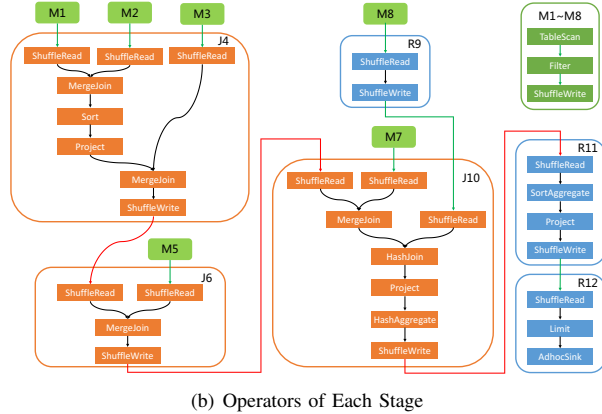 M1
M2
M3
J4
ShuffleRead
ShuffleRead
ShuffleRead
MergeJoin
Sort
Project
MergeJoin
ShuffleWrite
M5
J6
ShuffleRead
ShuffleRead
MergeJoin
ShuffleWrite
M8
R9
ShuffleRead
ShuffleWrite
M7
J10
ShuffleRead
ShuffleRead
MergeJoin
ShuffleRead
HashJoin
Project
HashAggregate
ShuffleWrite
M1~M8
TableScan
Filter
ShuffleWrite
R11
ShuffleRead
SortAggregate
Project
ShuffleWrite
R12
ShuffleRead
Limit
AdhocSink
(b) Operators of Each Stage